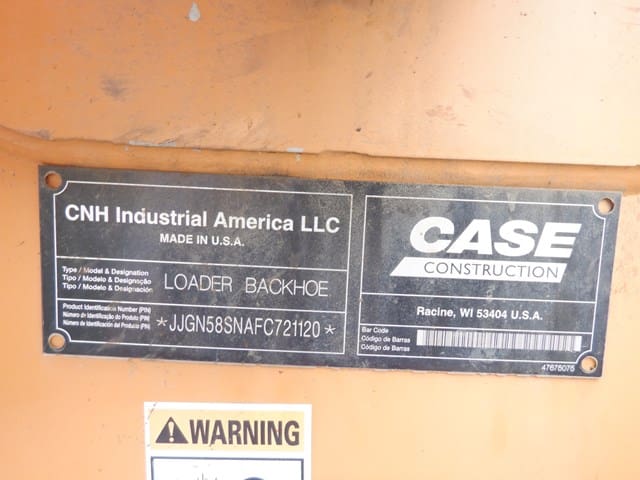 CNH Industrial America LLC
MADE IN U.S.A.
Type / Model & Designation
Tipo / Modelo & Designação
Tipo / Modelo & Designación
LOADER BACKHOE
Product Identification Number (PIN)
Número de Identificação do Produto (PIN)
Número de Identificación del Producto (PIN)
*JJGN58SNAFC721120*
CASE
CONSTRUCTION
Racine, WI 53404 U.S.A.
Bar Code
Código de Barras
Código de Barras
47675075
WARNING